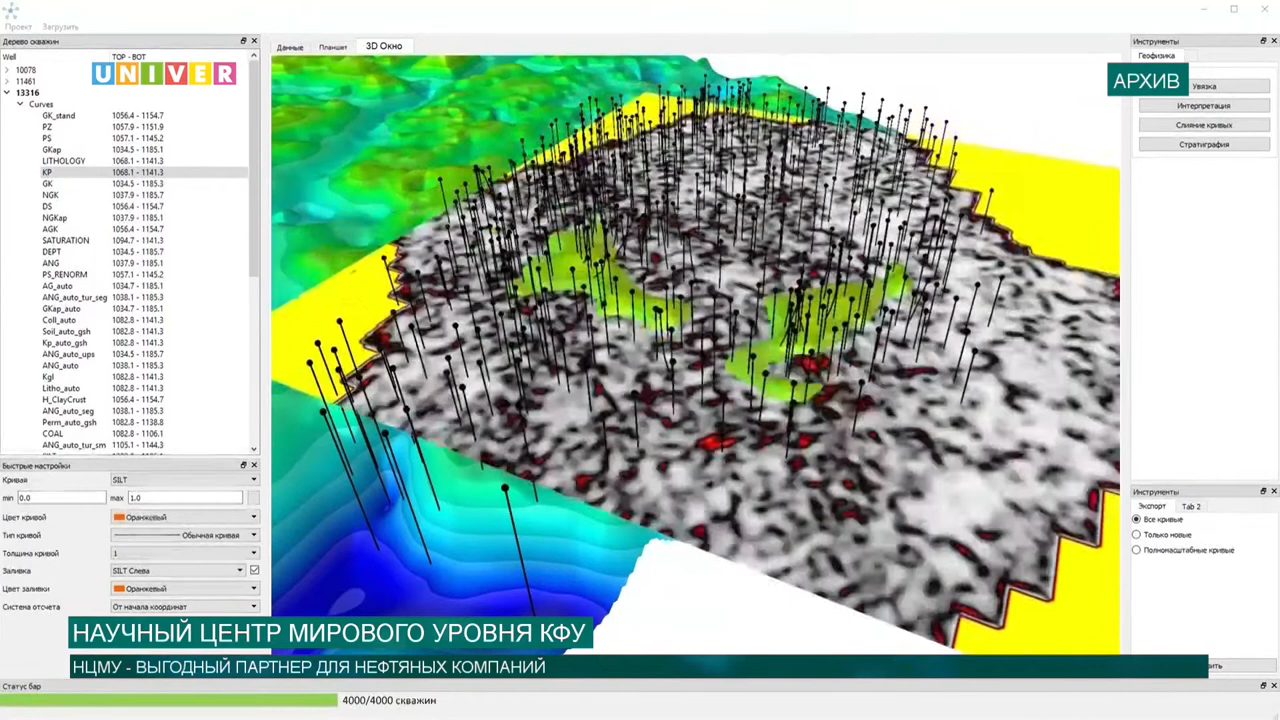 Проект Загрузить
Дерево скважин
Well TOP - BOT
10078
11461
13316
Curves
GK_stand 1056.4 - 1154.7
PZ 1057.9 - 1151.9
PS 1057.1 - 1145.2
GKap 1034.5 - 1185.1
LITHOLOGY 1068.1 - 1141.3
KP 1068.1 - 1141.3
GK 1034.5 - 1185.3
NGK 1037.9 - 1185.7
DS 1056.4 - 1154.7
NGKap 1037.9 - 1185.1
AGK 1056.4 - 1154.7
SATURATION 1094.7 - 1141.3
DEPT 1034.5 - 1185.7
ANG 1037.9 - 1185.1
PS_RENORM 1057.1 - 1145.2
AG_auto 1034.7 - 1185.1
ANG_auto_tur_seg 1038.1 - 1185.3
GKap_auto 1034.7 - 1185.1
Coll_auto 1082.8 - 1141.3
Soil_auto_gsh 1082.8 - 1141.3
Kp_auto_gsh 1082.8 - 1141.3
ANG_auto_ups 1034.5 - 1185.7
ANG_auto 1038.1 - 1185.3
Kgl 1082.8 - 1141.3
Litho_auto 1082.8 - 1141.3
H_ClayCrust 1056.4 - 1154.7
ANG_auto_seg 1038.1 - 1185.3
Perm_auto_gsh 1082.8 - 1138.8
COAL 1082.8 - 1106.1
ANG_auto_tur_sm 1105.1 - 1144.3
UNIVER
Быстрые настройки
Кривая SILT
min 0.0 max 1.0
Цвет кривой Оранжевый
Тип кривой Обычная кривая
Толщина кривой 1
Заливка SILT Слева
Цвет заливки Оранжевый
Система отсчета От начала координат
Данные Планшет 3D Окно
Инструменты
Геофизика
АРХИВ
Увязка
Интерпретация
Слияние кривых
Стратиграфия
Инструменты
Экспорт Tab 2
Все кривые
Только новые
Полномасштабные кривые
НАУЧНЫЙ ЦЕНТР МИРОВОГО УРОВНЯ КФУ
НЦМУ - ВЫГОДНЫЙ ПАРТНЕР ДЛЯ НЕФТЯНЫХ КОМПАНИЙ
Статус бар
4000/4000 скважин